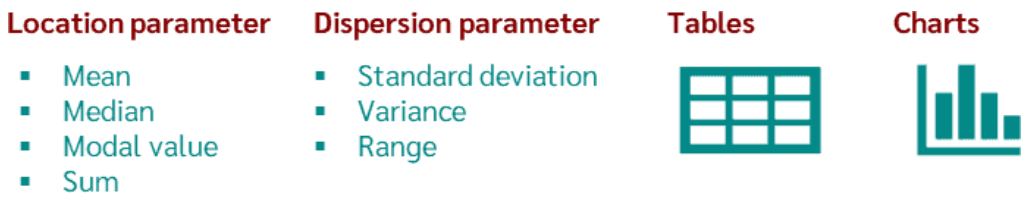 Location parameter
▪ Mean
▪ Median
▪ Modal value
▪ Sum
Dispersion parameter
▪ Standard deviation
▪ Variance
▪ Range
Tables
Charts